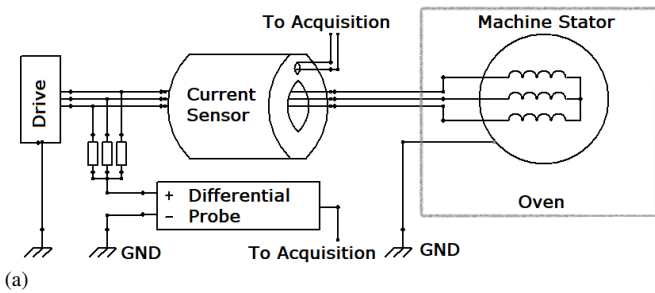 To Acquisition
Machine Stator
Drive
Current
Sensor
+ Differential
− Probe
Oven
GND
To Acquisition
GND
(a)